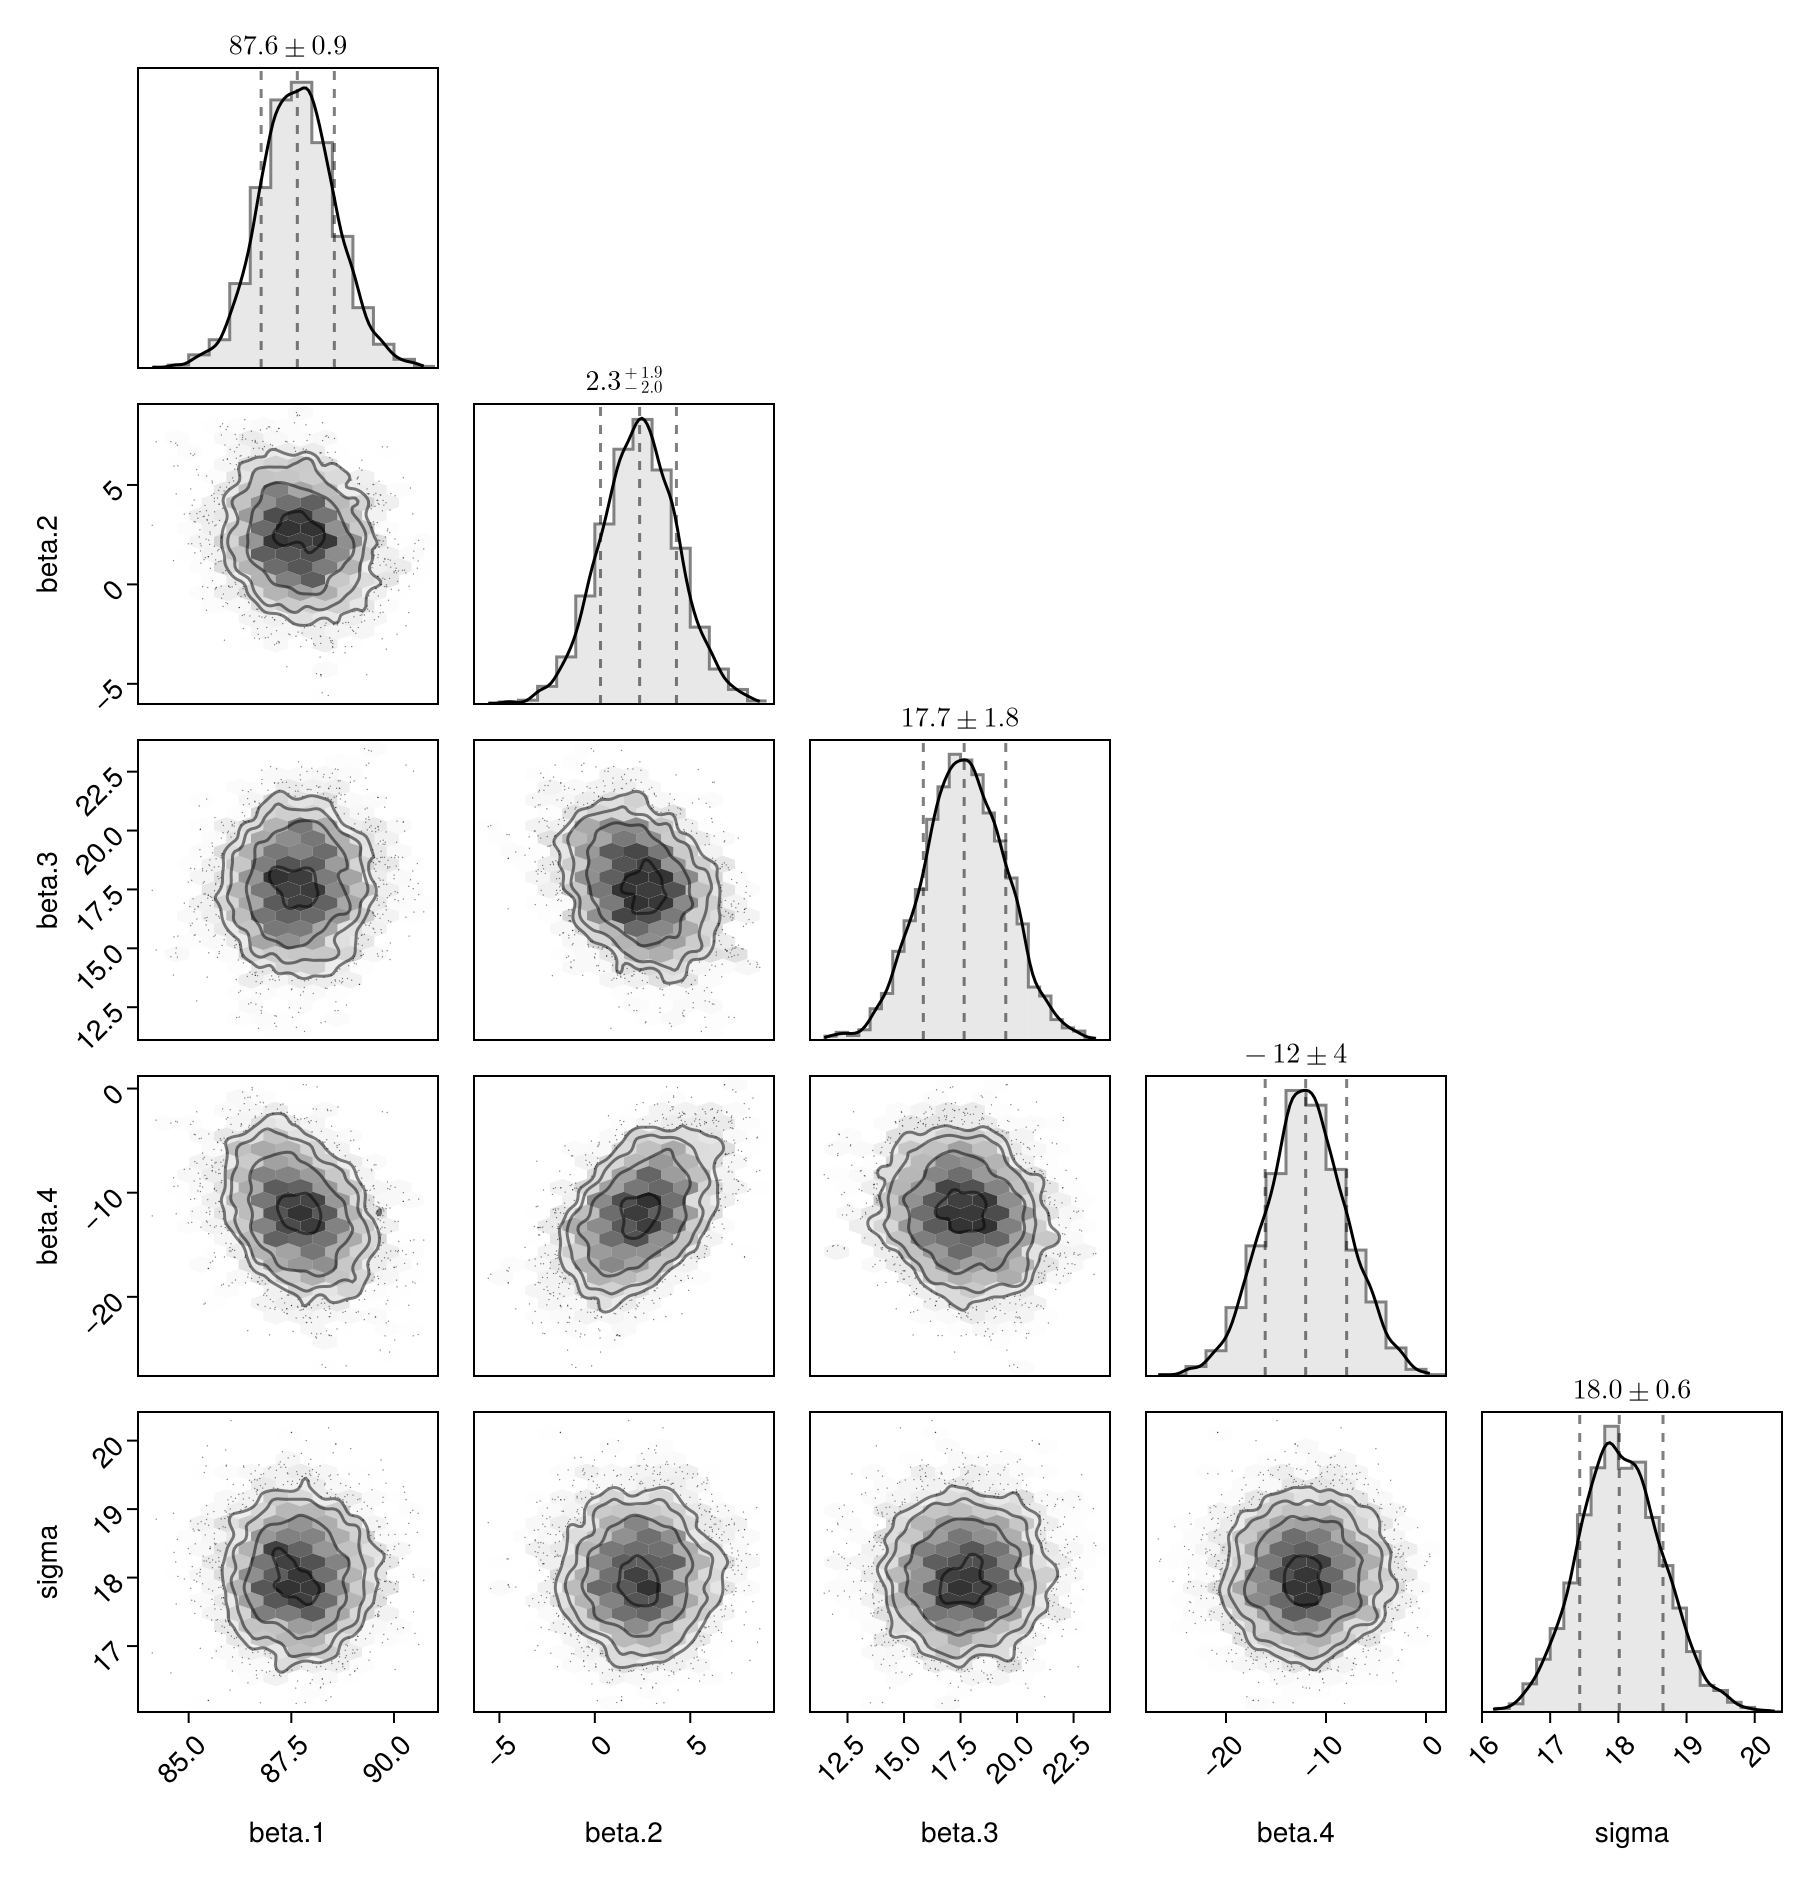 87.6 ± 0.9
2.3 +1.9 −2.0
beta.2
5
0
−5
17.7 ± 1.8
beta.3
22.5
20.0
17.5
15.0
12.5
−12 ± 4
beta.4
0
−10
−20
18.0 ± 0.6
sigma
20
19
18
17
85.0 87.5 90.0 −5 0 5 12.5 15.0 17.5 20.0 22.5 −20 −10 0 16 17 18 19 20
beta.1 beta.2 beta.3 beta.4 sigma